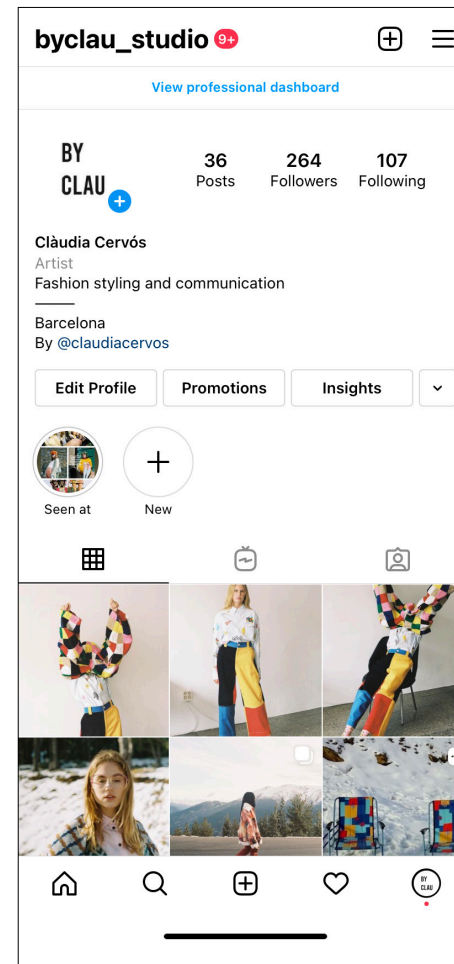 byclau_studio 9+
View professional dashboard
BY
CLAU
36 264 107
Posts Followers Following
Clàudia Cervós
Artist
Fashion styling and communication
Barcelona
By @claudiacervos
Edit Profile Promotions Insights
Seen at New
BY
CLAU